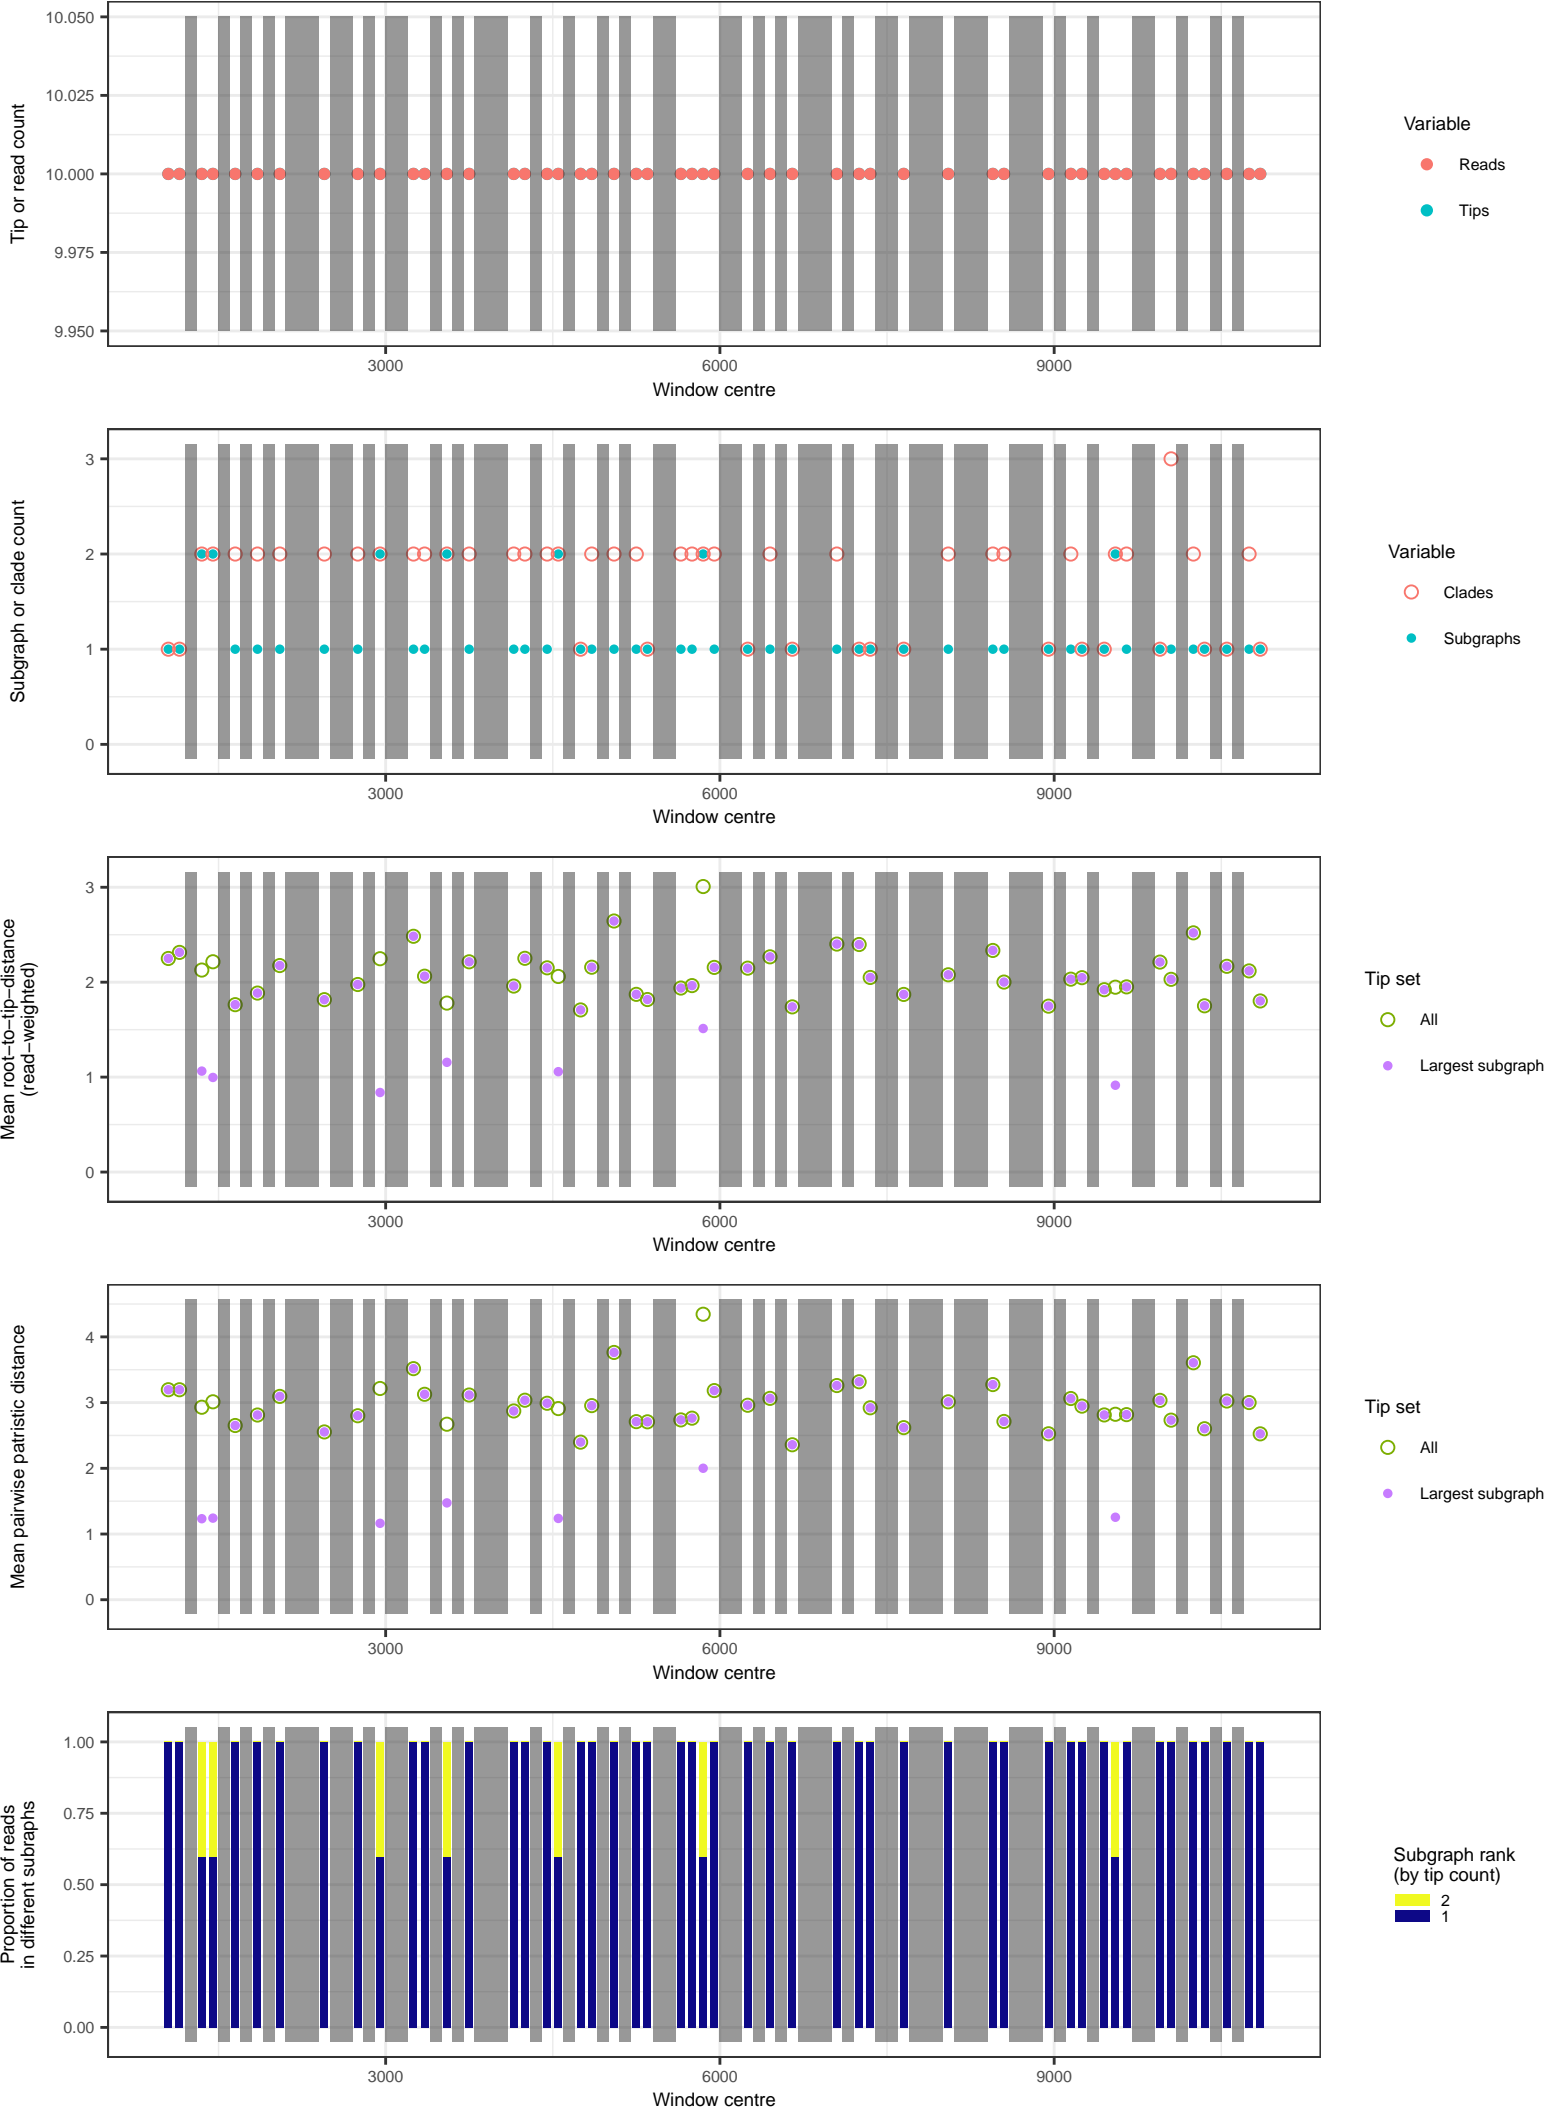 10.050
10.025
10.000
9.975
9.950
Tip or read count
3000 6000 9000
Window centre
Variable
Reads
Tips
3
2
1
0
Subgraph or clade count
3000 6000 9000
Window centre
Variable
Clades
Subgraphs
3
2
1
0
Mean root−to−tip−distance
(read−weighted)
3000 6000 9000
Window centre
Tip set
All
Largest subgraph
4
3
2
1
0
Mean pairwise patristic distance
3000 6000 9000
Window centre
Tip set
All
Largest subgraph
1.00
0.75
0.50
0.25
0.00
Proportion of reads
in different subraphs
3000 6000 9000
Window centre
Subgraph rank
(by tip count)
2
1